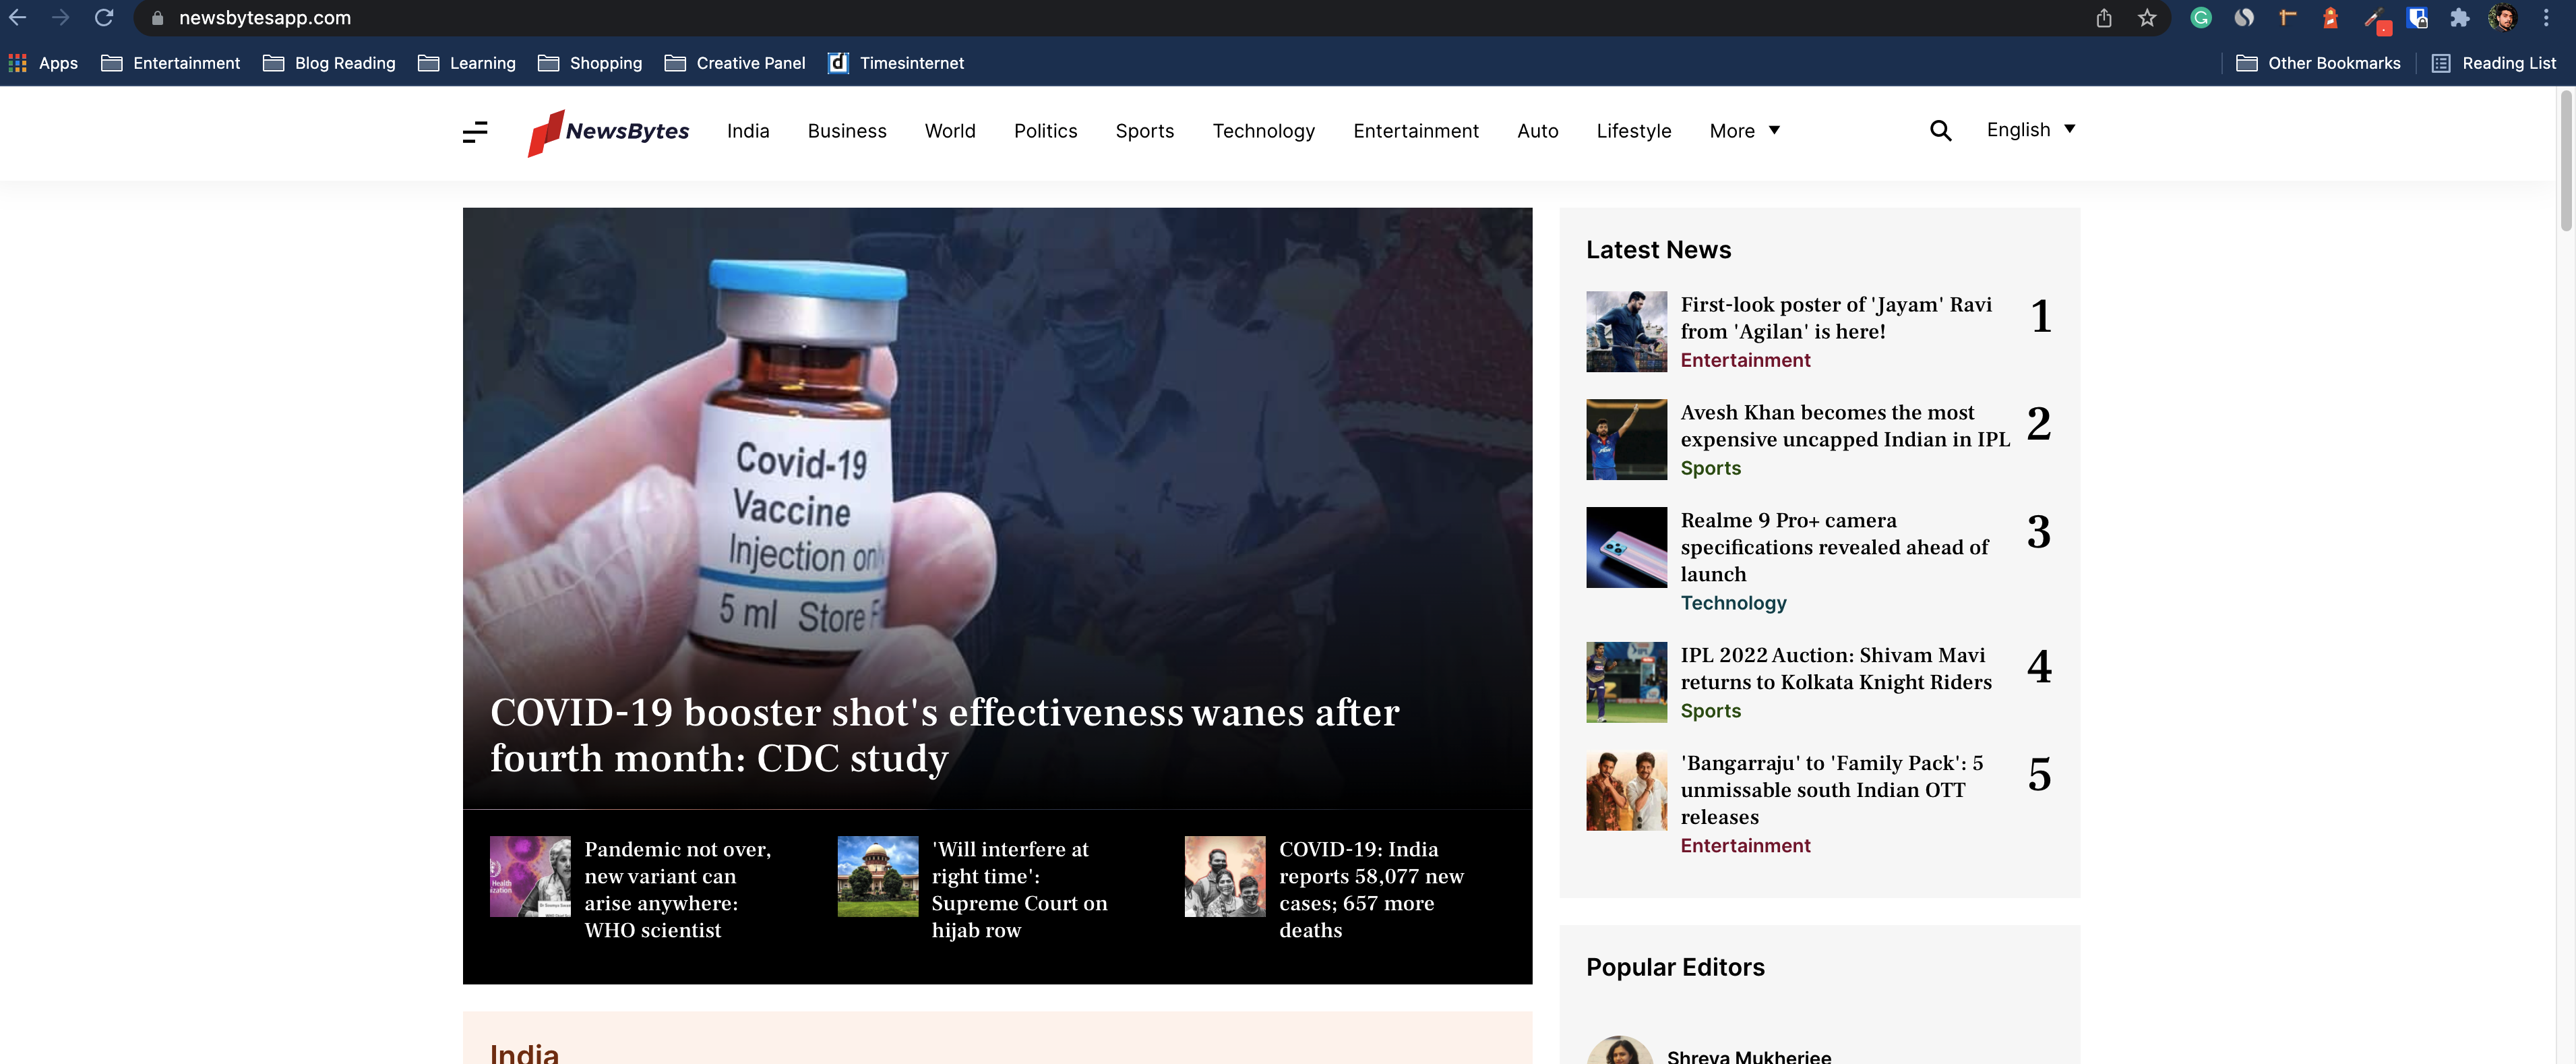 newsbytesapp.com
Apps
Entertainment
Blog Reading
Learning
Shopping
Creative Panel
Timesinternet
Other Bookmarks
Reading List
NewsBytes
India
Business
World
Politics
Sports
Technology
Entertainment
Auto
Lifestyle
More
English
Covid-19
Vaccine
Injection only
5 ml Store F
COVID-19 booster shot's effectiveness wanes after
fourth month: CDC study
Health
Pandemic not over,
new variant can
arise anywhere:
WHO scientist
'Will interfere at
right time':
Supreme Court on
hijab row
COVID-19: India
reports 58,077 new
cases; 657 more
deaths
India
Latest News
First-look poster of 'Jayam' Ravi
from 'Agilan' is here!
Entertainment
1
Avesh Khan becomes the most
expensive uncapped Indian in IPL
Sports
2
Realme 9 Pro+ camera
specifications revealed ahead of
launch
Technology
3
IPL 2022 Auction: Shivam Mavi
returns to Kolkata Knight Riders
Sports
4
'Bangarraju' to 'Family Pack': 5
unmissable south Indian OTT
releases
Entertainment
5
Popular Editors
Shreya Mukherjee